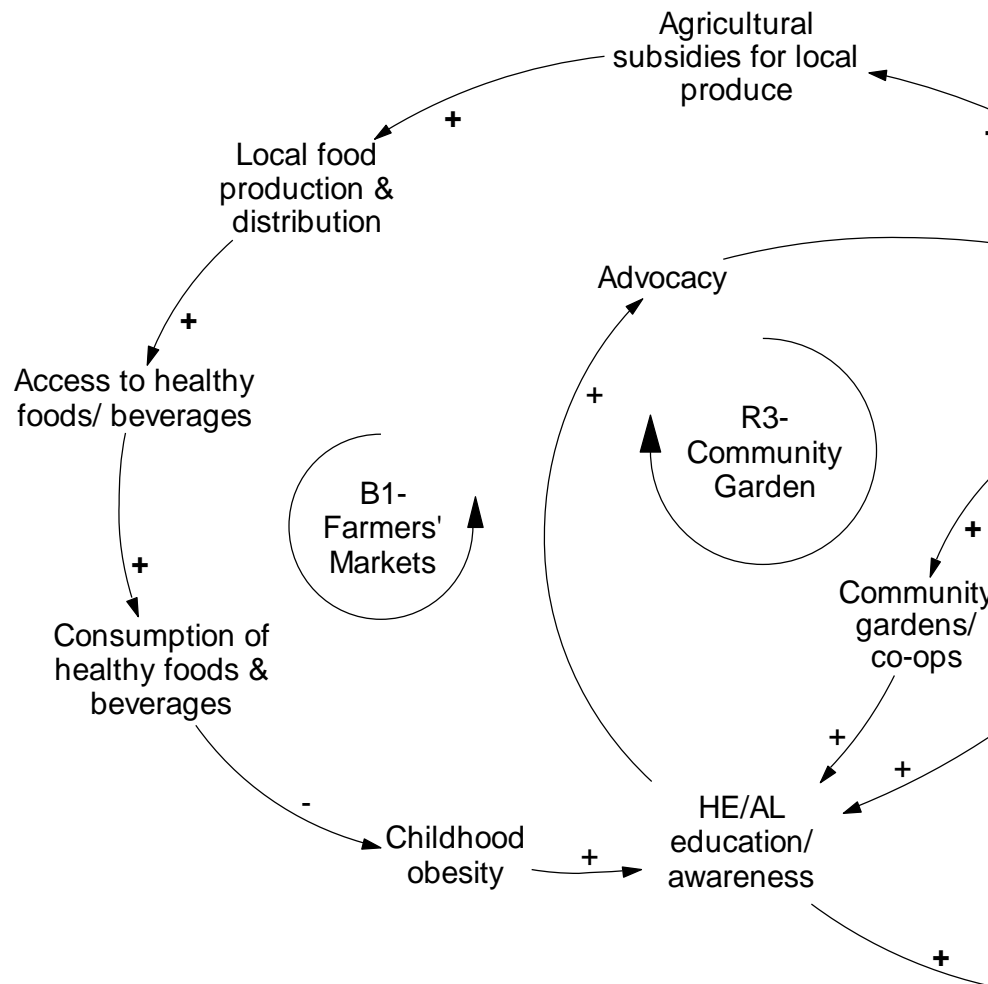 Agricultural
subsidies for local
produce
+
Local food
production &
distribution
+
Advocacy
Access to healthy
foods/ beverages
+
R3-
Community
Garden
B1-
Farmers'
Markets
+
+
Community
gardens/
co-ops
Consumption of
healthy foods &
beverages
+
+
-
Childhood
obesity
+
HE/AL
education/
awareness
+